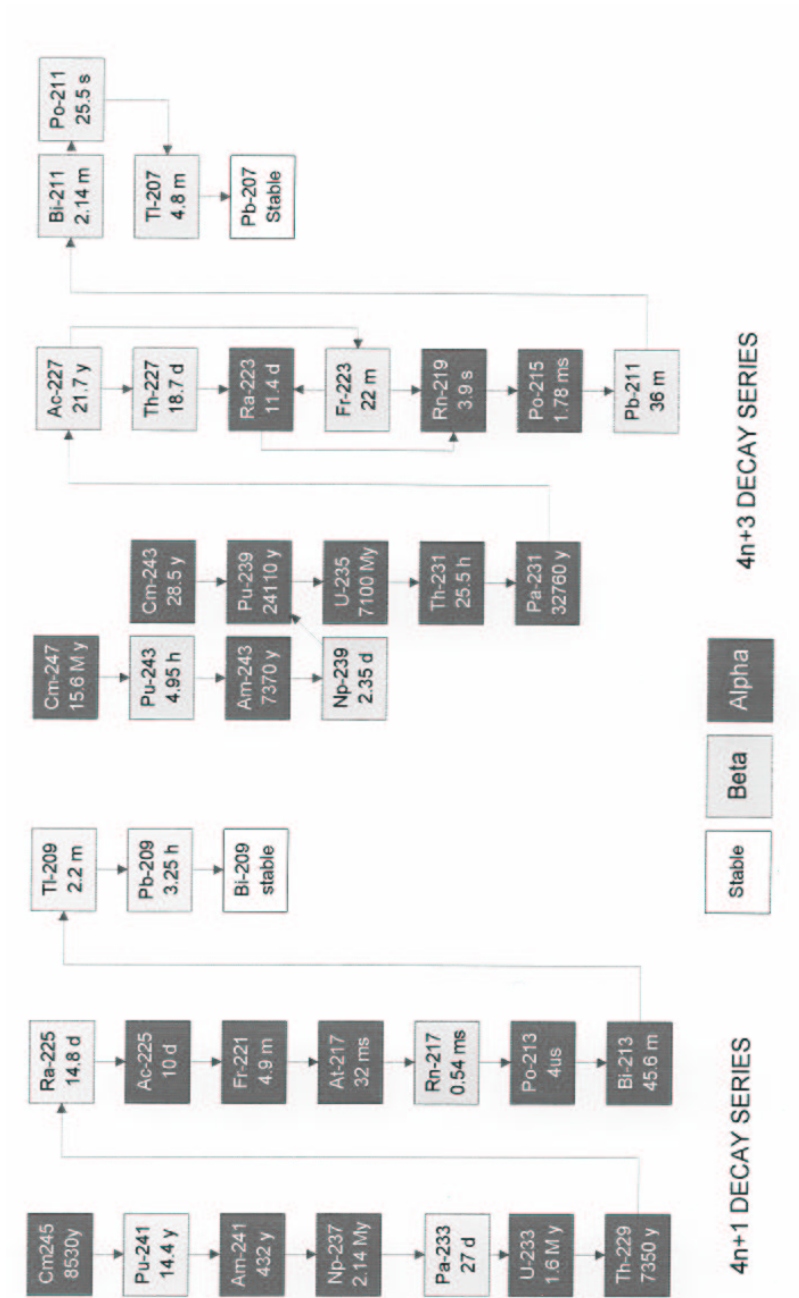 Cm245
8530y
Pu-241
14.4 y
Am-241
432 y
Np-237
2.14 My
Pa-233
27 d
U-233
1.6 M y
Th-229
7350 y
Ra-225
14.8 d
Ac-225
10 d
Fr-221
4.9 m
At-217
32 ms
Rn-217
0.54 ms
Po-213
4us
Bi-213
45.6 m
Tl-209
2.2 m
Pb-209
3.25 h
Bi-209
stable
4n+1 DECAY SERIES
Cm-247
15.6 M y
Pu-243
4.95 h
Am-243
7370 y
Np-239
2.35 d
Cm-243
28.5 y
Pu-239
24110 y
U-235
7100 My
Th-231
25.5 h
Pa-231
32760 y
Ac-227
21.7 y
Th-227
18.7 d
Ra-223
11.4 d
Fr-223
22 m
Rn-219
3.9 s
Po-215
1.78 ms
Pb-211
36 m
Bi-211
2.14 m
Po-211
25.5 s
Tl-207
4.8 m
Pb-207
Stable
4n+3 DECAY SERIES
Stable
Beta
Alpha